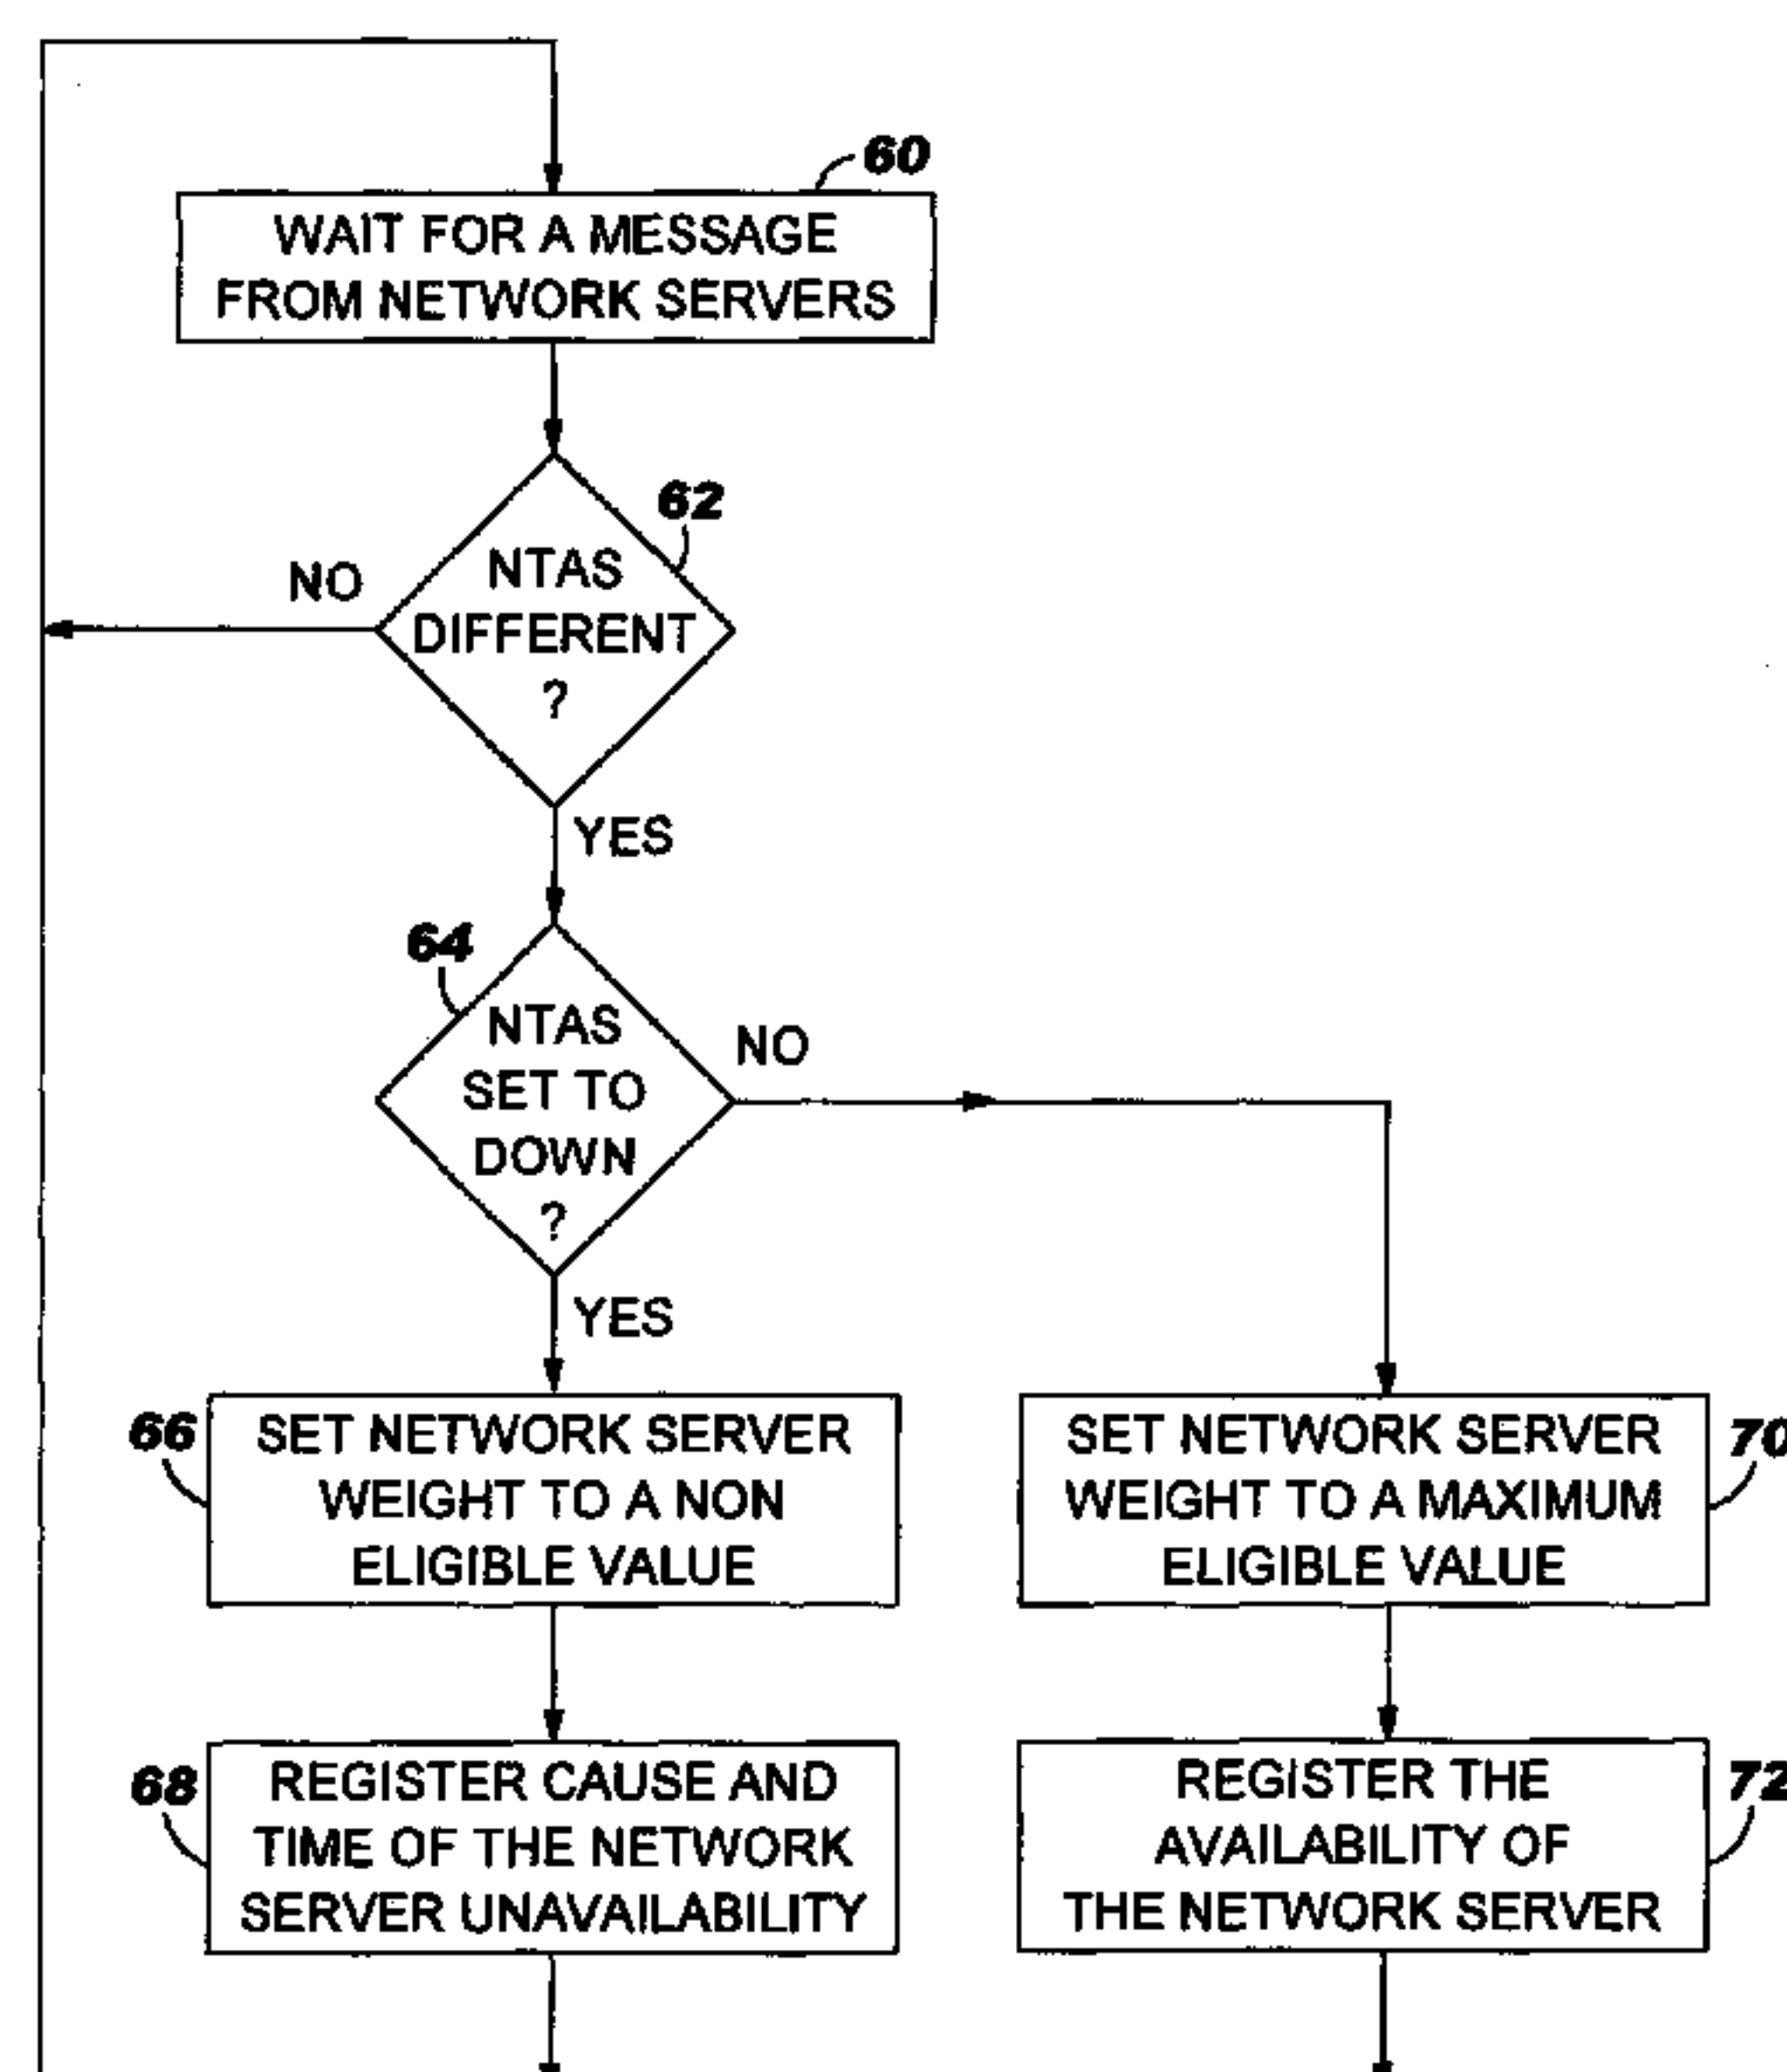 60
WAIT FOR A MESSAGE
FROM NETWORK SERVERS
62
NO
NTAS
DIFFERENT
?
YES
64
NTAS
SET TO
DOWN
?
NO
YES
66
SET NETWORK SERVER
WEIGHT TO A NON
ELIGIBLE VALUE
SET NETWORK SERVER
WEIGHT TO A MAXIMUM
ELIGIBLE VALUE
70
68
REGISTER CAUSE AND
TIME OF THE NETWORK
SERVER UNAVAILABILITY
REGISTER THE
AVAILABILITY OF
THE NETWORK SERVER
72